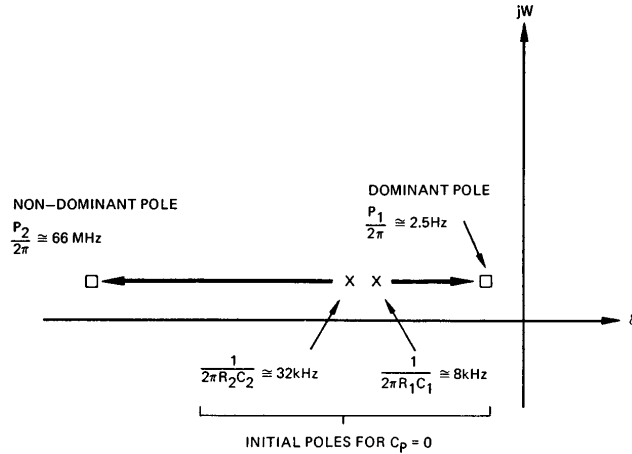 jW
NON–DOMINANT POLE
P2/2π ≅ 66 MHz
DOMINANT POLE
P1/2π ≅ 2.5Hz
X X
1/2πR2C2 ≅ 32kHz
1/2πR1C1 ≅ 8kHz
INITIAL POLES FOR CP = 0